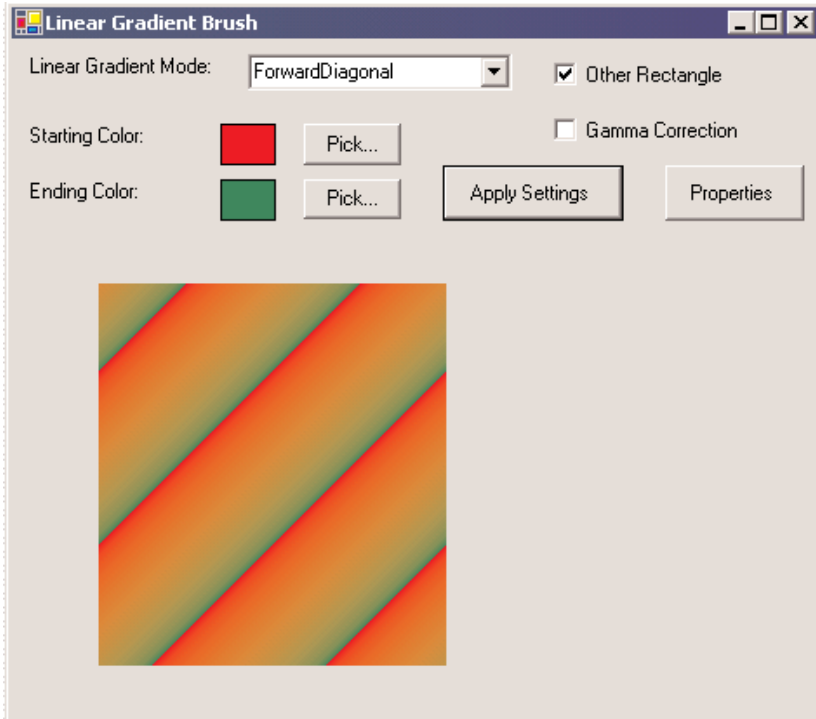 Linear Gradient Brush
Linear Gradient Mode: ForwardDiagonal Other Rectangle
Gamma Correction
Starting Color: Pick...
Ending Color: Pick... Apply Settings Properties